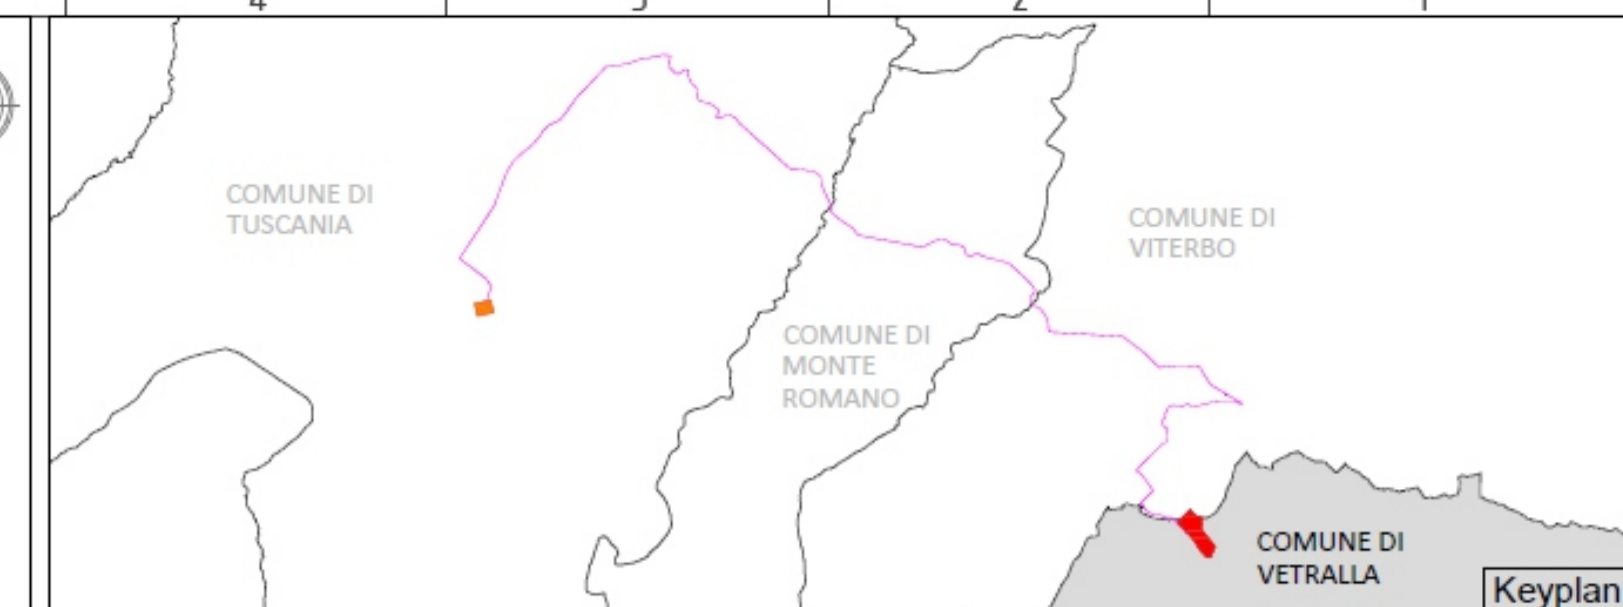 COMUNE DI
TUSCANIA
COMUNE DI
MONTE
ROMANO
COMUNE DI
VITERBO
COMUNE DI
VETRALLA
Keyplan